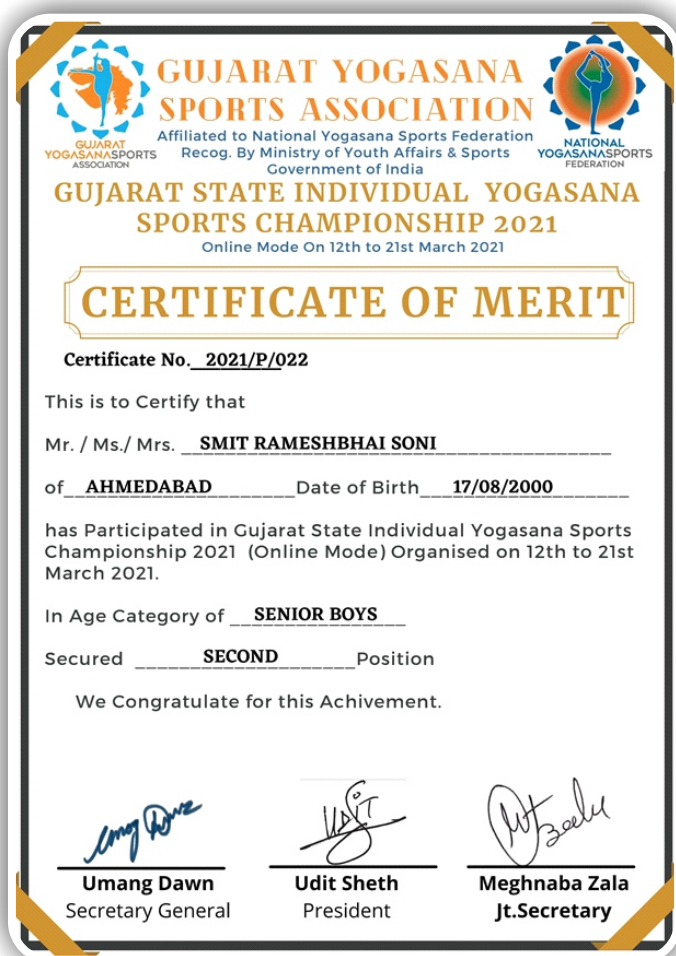 GUJARAT YOGASANA
SPORTS ASSOCIATION
Affiliated to National Yogasana Sports Federation
Recog. By Ministry of Youth Affairs & Sports
Government of India
GUJARAT
YOGASANASPORTS
ASSOCIATION
NATIONAL
YOGASANASPORTS
FEDERATION
GUJARAT STATE INDIVIDUAL YOGASANA
SPORTS CHAMPIONSHIP 2021
Online Mode On 12th to 21st March 2021
CERTIFICATE OF MERIT
Certificate No. 2021/P/022
This is to Certify that
Mr. / Ms./ Mrs. SMIT RAMESHBHAI SONI
of AHMEDABAD Date of Birth 17/08/2000
has Participated in Gujarat State Individual Yogasana Sports
Championship 2021 (Online Mode) Organised on 12th to 21st
March 2021.
In Age Category of SENIOR BOYS
Secured SECOND Position
We Congratulate for this Achivement.
UDIT
Umang Dawn
Secretary General
Udit Sheth
President
Meghnaba Zala
Jt.Secretary